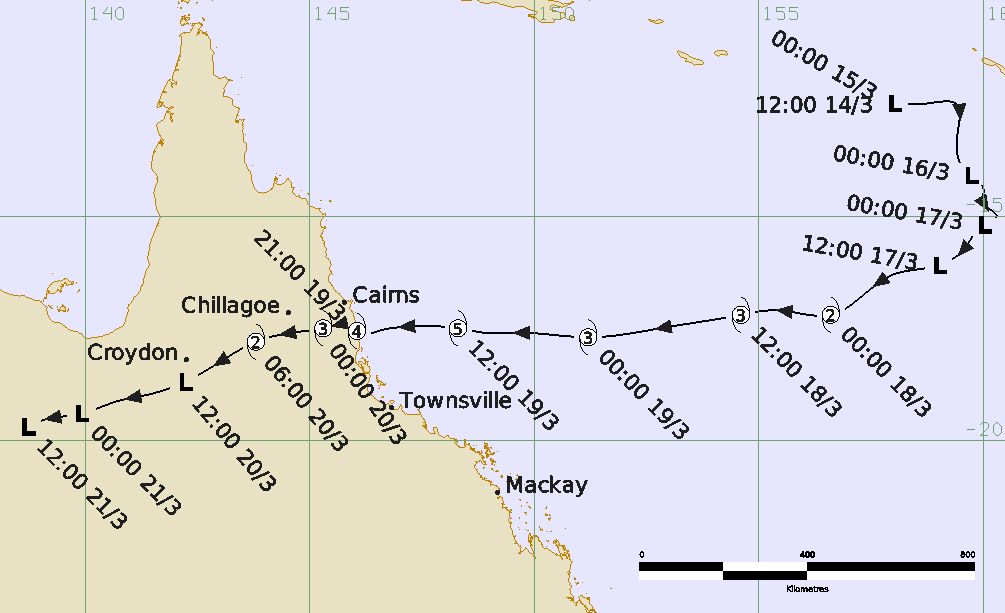 140
145
150
155
16
00:00 15/3
12:00 14/3
L
00:00 16/3
L
-15
00:00 17/3
L
12:00 17/3
L
21:00 19/3
Cairns
Chillagoe
3
4
5
3
3
2
2
Croydon
00:00 20/3
12:00 19/3
00:00 19/3
12:00 18/3
00:00 18/3
06:00 20/3
L
Townsville
12:00 20/3
L
L
00:00 21/3
12:00 21/3
-20
Mackay
0 400 800
Kilometres